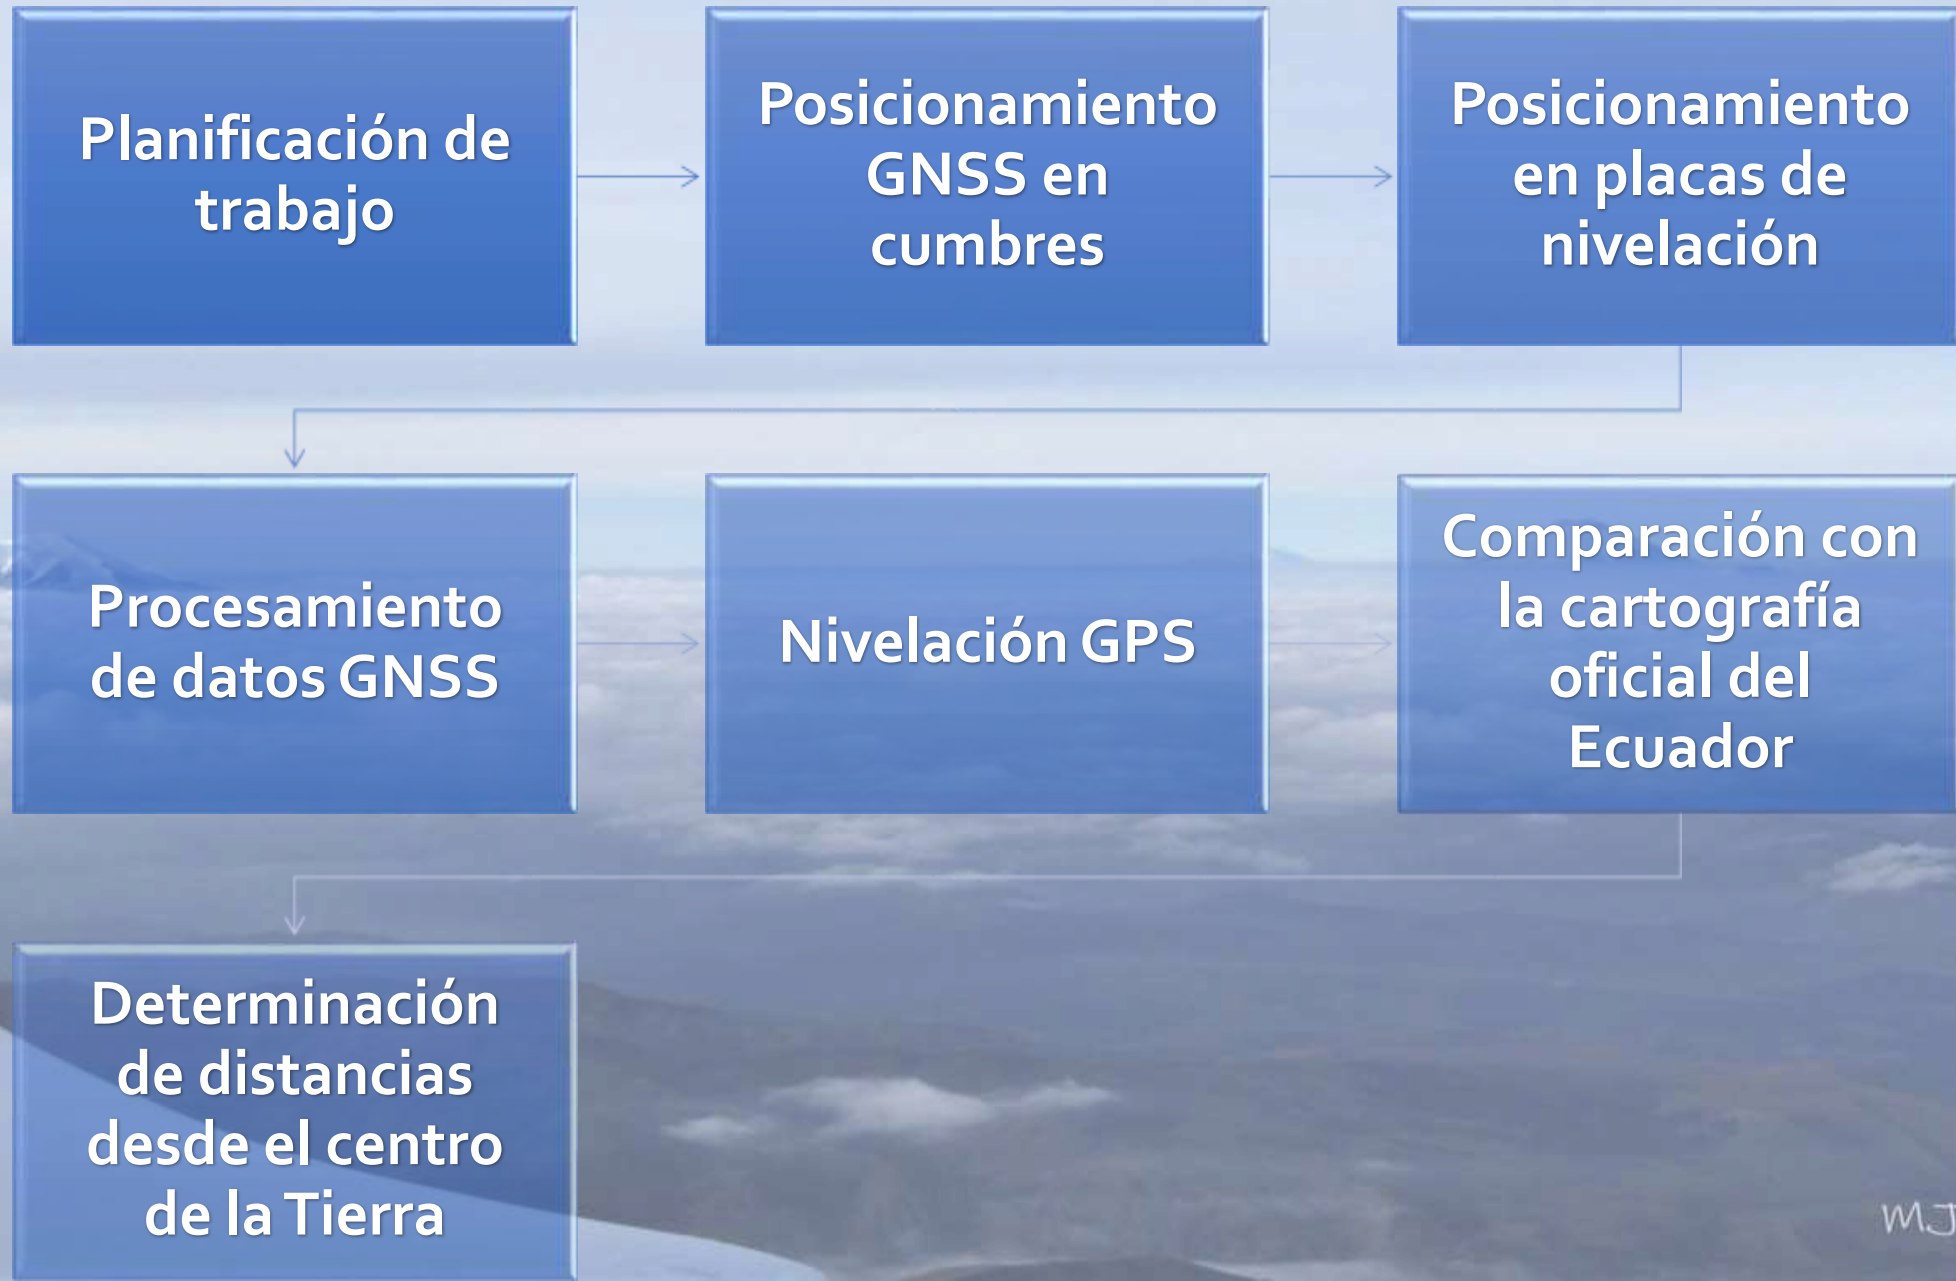 Planificación de
trabajo
Posicionamiento
GNSS en
cumbres
Posicionamiento
en placas de
nivelación
Procesamiento
de datos GNSS
Nivelación GPS
Comparación con
la cartografía
oficial del
Ecuador
Determinación
de distancias
desde el centro
de la Tierra